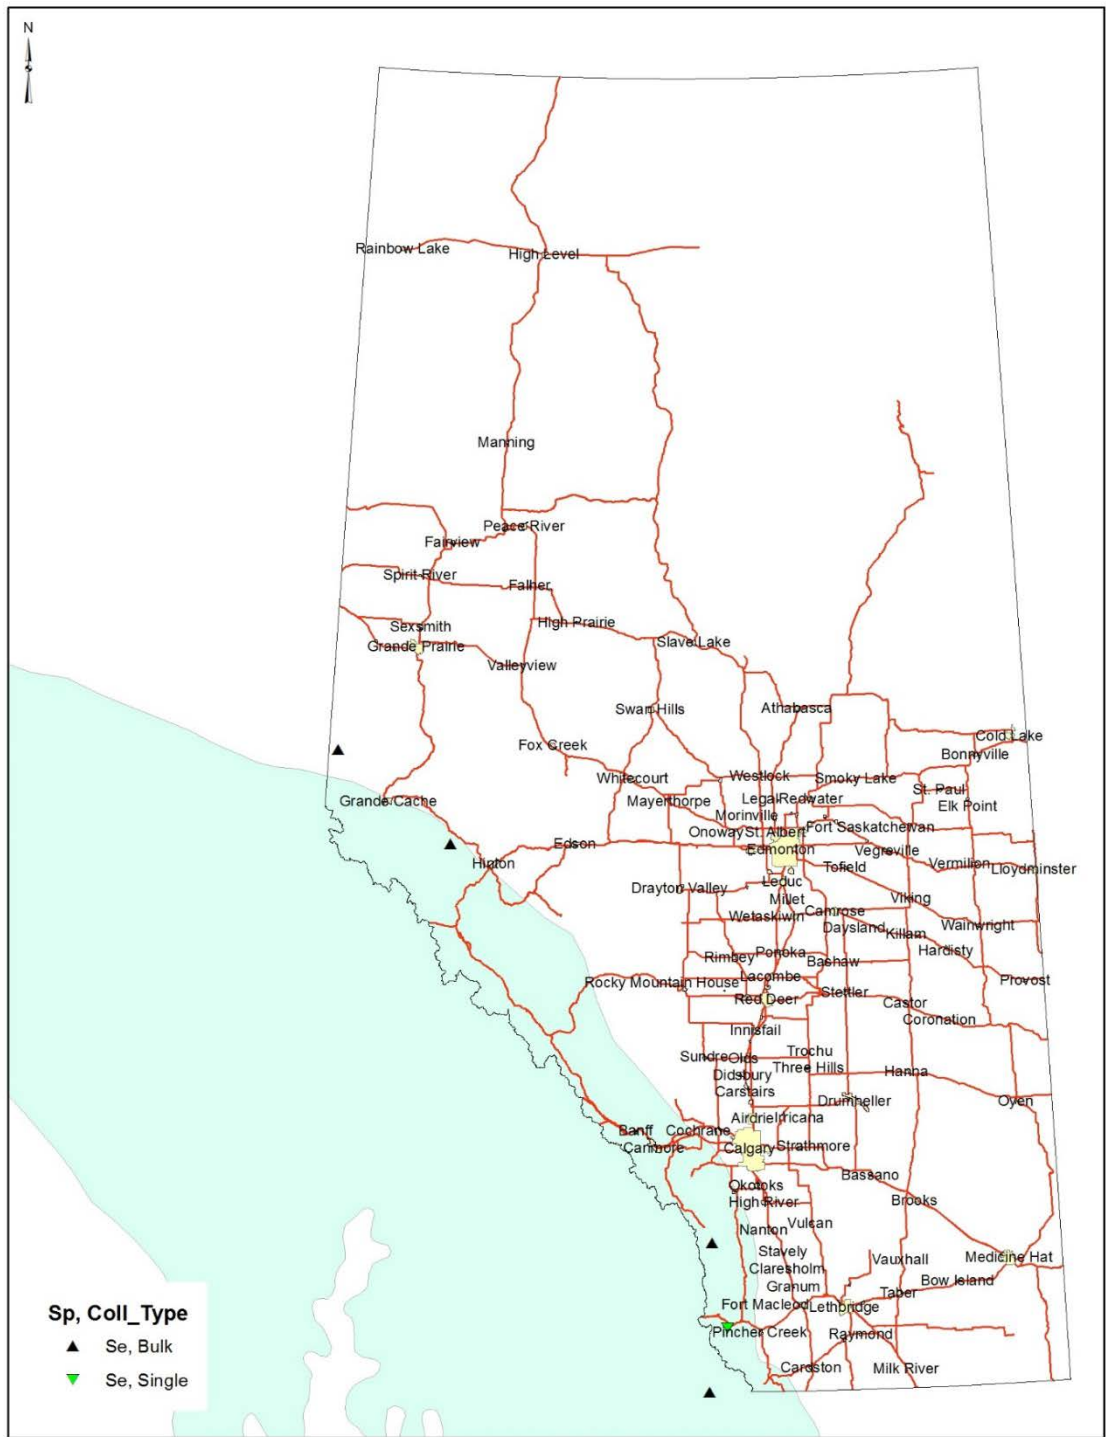 N
Rainbow Lake
High Level
Manning
Peace River
Fairview
Spirit River
Falher
Sexsmith
High Prairie
Grande Prairie
Slave Lake
Valleyview
Swan Hills
Athabasca
Cold Lake
Fox Creek
Bonnyville
Whitecourt
Westlock
Smoky Lake
St. Paul
Grande Cache
Mayerthorpe
Legal
Redwater
Elk Point
Morinville
Onoway
St. Albert
Fort Saskatchewan
Edson
Edmonton
Vegreville
Hinton
Tofield
Vermilion
Lloydminster
Drayton Valley
Leduc
Millet
Viking
Wetaskiwin
Camrose
Daysland
Killam
Wainwright
Rimbey
Ponoka
Bashaw
Hardisty
Rocky Mountain House
Lacombe
Provost
Red Deer
Stettler
Castor
Coronation
Innisfail
Sundre
Olds
Trochu
Didsbury
Three Hills
Hanna
Carstairs
Drumheller
Oyen
Airdrie
Irricana
Banff
Cochrane
Canmore
Calgary
Strathmore
Bassano
Okotoks
High River
Brooks
Nanton
Vulcan
Stavely
Vauxhall
Medicine Hat
Claresholm
Bow Island
Granum
Taber
Fort Macleod
Lethbridge
Pincher Creek
Raymond
Cardston
Milk River
Sp, Coll_Type
Se, Bulk
Se, Single